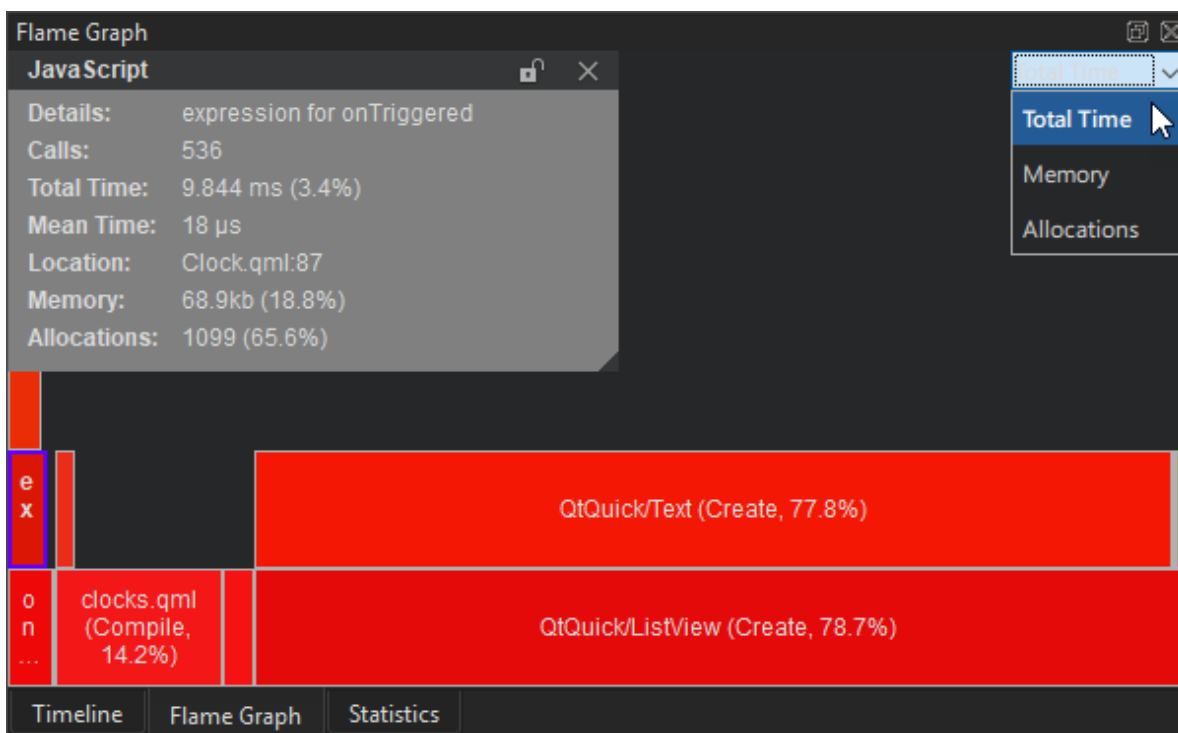 Flame Graph
JavaScript
Total Time
Details: expression for onTriggered
Total Time
Calls: 536
Total Time: 9.844 ms (3.4%)
Memory
Mean Time: 18 µs
Allocations
Location: Clock.qml:87
Memory: 68.9kb (18.8%)
Allocations: 1099 (65.6%)
e
x
QtQuick/Text (Create, 77.8%)
o
n
...
clocks.qml
(Compile,
14.2%)
QtQuick/ListView (Create, 78.7%)
Timeline Flame Graph Statistics